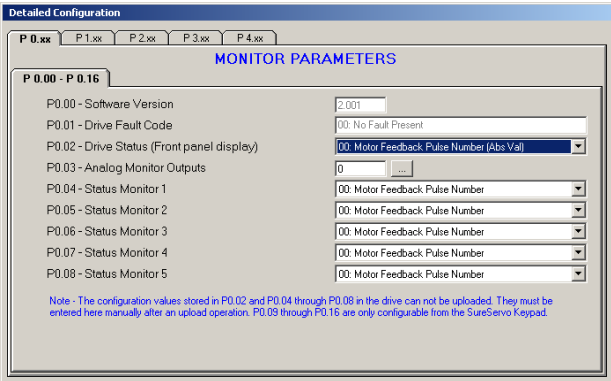 Detailed Configuration
P 0.xx P 1.xx P 2.xx P 3.xx P 4.xx
MONITOR PARAMETERS
P 0.00 - P 0.16
P0.00 - Software Version 2.001
P0.01 - Drive Fault Code 00: No Fault Present
P0.02 - Drive Status (Front panel display) 00: Motor Feedback Pulse Number (Abs Val)
P0.03 - Analog Monitor Outputs 0 ...
P0.04 - Status Monitor 1 00: Motor Feedback Pulse Number
P0.05 - Status Monitor 2 00: Motor Feedback Pulse Number
P0.06 - Status Monitor 3 00: Motor Feedback Pulse Number
P0.07 - Status Monitor 4 00: Motor Feedback Pulse Number
P0.08 - Status Monitor 5 00: Motor Feedback Pulse Number
Note - The configuration values stored in P0.02 and P0.04 through P0.08 in the drive can not be uploaded. They must be
entered here manually after an upload operation. P0.09 through P0.16 are only configurable from the SureServo Keypad.